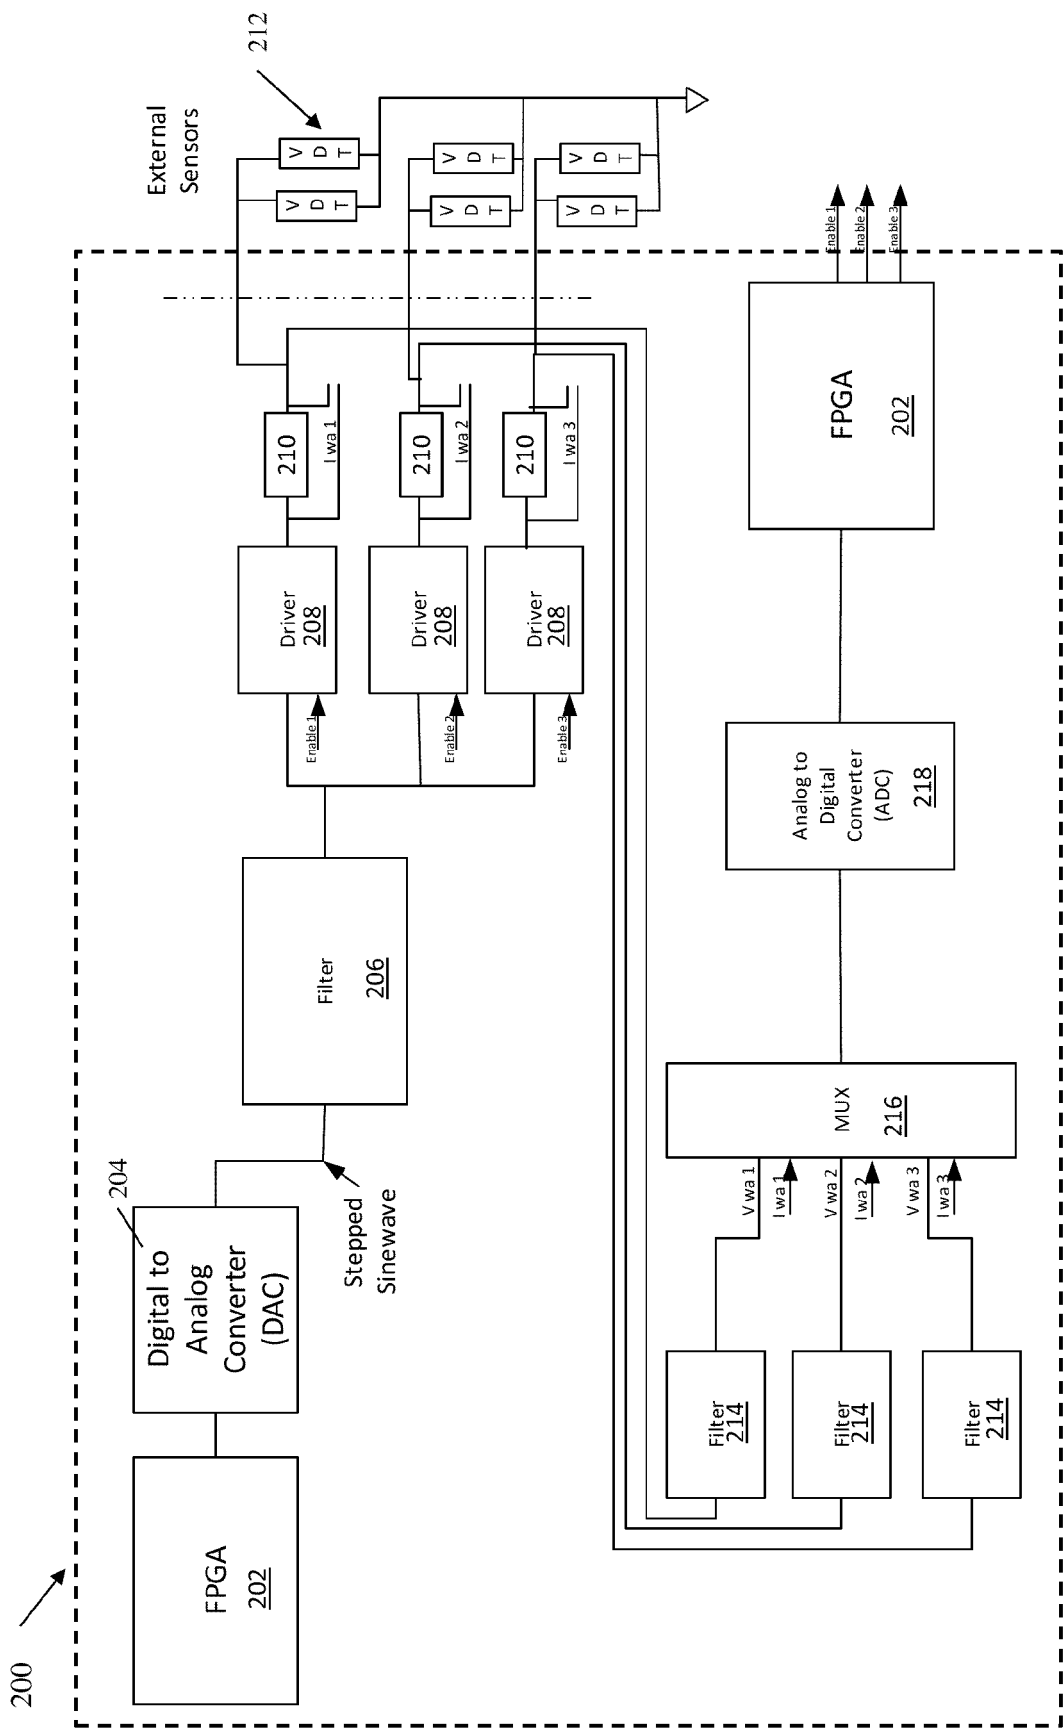 200
FPGA
202
Digital to
Analog
Converter
(DAC)
204
Stepped
Sinewave
Filter
206
Enable 1
Driver
208
210
I wa 1
Enable 2
Driver
208
210
I wa 2
Enable 3
Driver
208
210
I wa 3
External
Sensors
212
V
D
T
V
D
T
V
D
T
V
D
T
V
D
T
V
D
T
Filter
214
Filter
214
Filter
214
V wa 1
I wa 1
V wa 2
I wa 2
V wa 3
I wa 3
MUX
216
Analog to
Digital
Converter
(ADC)
218
FPGA
202
Enable 1
Enable 2
Enable 3